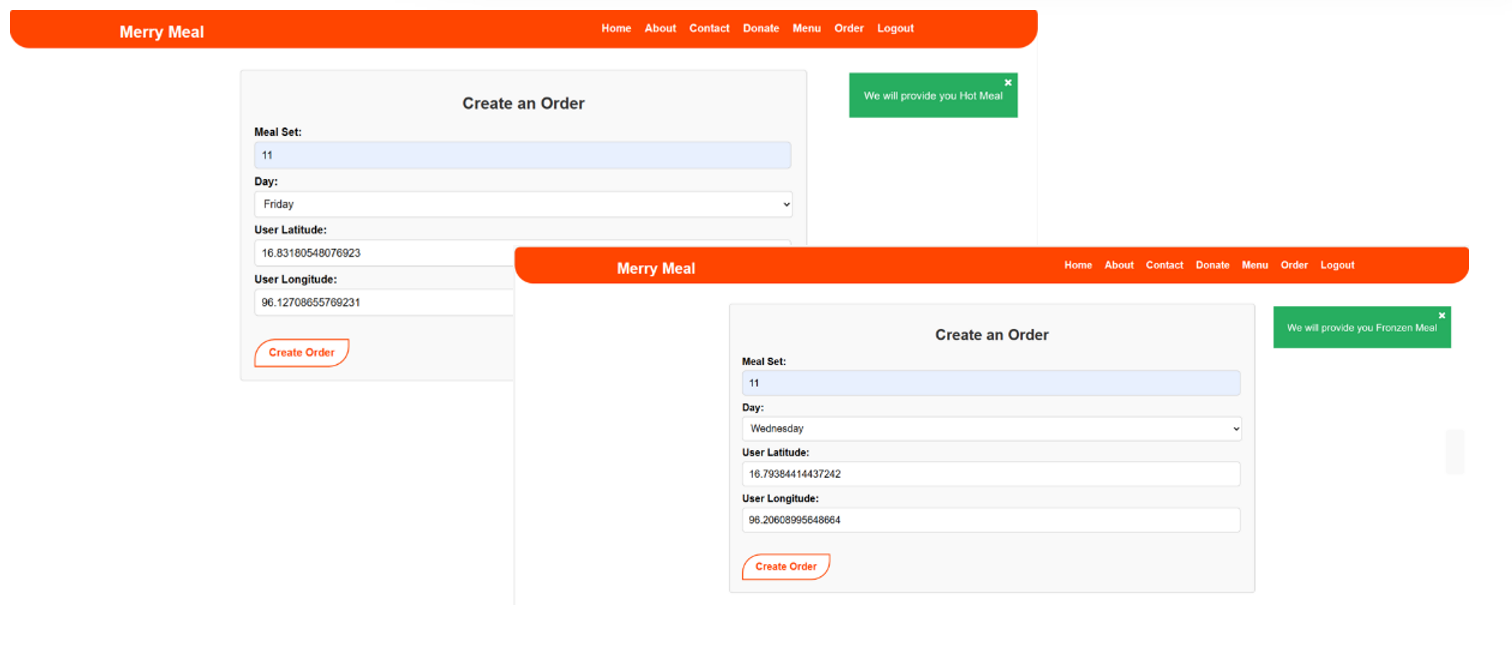 Merry Meal
Home About Contact Donate Menu Order Logout
We will provide you Hot Meal
Create an Order
Meal Set:
11
Day:
Friday
User Latitude:
16.83180548076923
User Longitude:
96.12708655769231
Create Order
Merry Meal
Home About Contact Donate Menu Order Logout
We will provide you Fronzen Meal
Create an Order
Meal Set:
11
Day:
Wednesday
User Latitude:
16.79384414437242
User Longitude:
96.20608995648664
Create Order